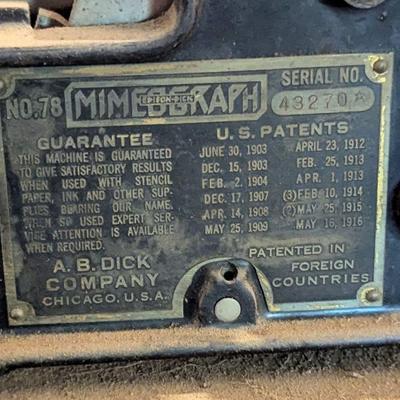 NO.78 MIMEOGRAPH
EDISON-DICK
SERIAL NO.
43270A
GUARANTEE
THIS MACHINE IS GUARANTEED
TO GIVE SATISFACTORY RESULTS
WHEN USED WITH STENCIL
PAPER, INK AND OTHER SUP-
PLIES BEARING OUR NAME.
WHEN SO USED EXPERT SER-
VICE ATTENTION IS AVAILABLE
WHEN REQUIRED.
A.B.DICK
COMPANY
CHICAGO, U.S.A.
U.S. PATENTS
JUNE 30, 1903 APRIL 23, 1912
DEC. 15, 1903 FEB. 25, 1913
FEB. 2, 1904 APR. 1, 1913
DEC. 17, 1907 (3) FEB. 10, 1914
APR. 14, 1908 (2) MAY 25, 1915
MAY 25, 1909 MAY 16, 1916
PATENTED IN
FOREIGN
COUNTRIES